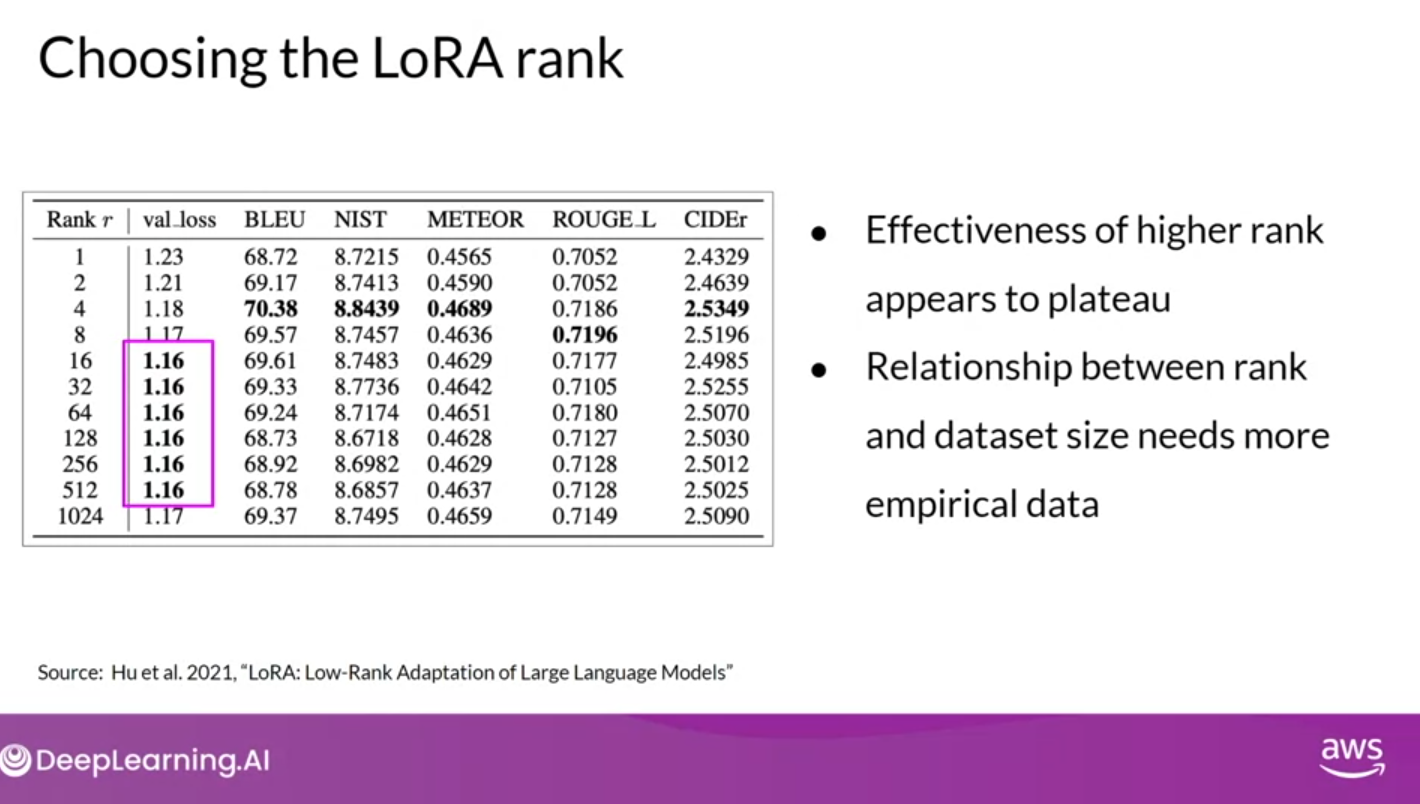 Choosing the LoRA rank
Rank r val_loss BLEU NIST METEOR ROUGE_L CIDEr
1 1.23 68.72 8.7215 0.4565 0.7052 2.4329
2 1.21 69.17 8.7413 0.4590 0.7052 2.4639
4 1.18 70.38 8.8439 0.4689 0.7186 2.5349
8 1.17 69.57 8.7457 0.4636 0.7196 2.5196
16 1.16 69.61 8.7483 0.4629 0.7177 2.4985
32 1.16 69.33 8.7736 0.4642 0.7105 2.5255
64 1.16 69.24 8.7174 0.4651 0.7180 2.5070
128 1.16 68.73 8.6718 0.4628 0.7127 2.5030
256 1.16 68.92 8.6982 0.4629 0.7128 2.5012
512 1.16 68.78 8.6857 0.4637 0.7128 2.5025
1024 1.17 69.37 8.7495 0.4659 0.7149 2.5090
● Effectiveness of higher rank
appears to plateau
● Relationship between rank
and dataset size needs more
empirical data
Source: Hu et al. 2021, “LoRA: Low-Rank Adaptation of Large Language Models”
DeepLearning.AI
aws